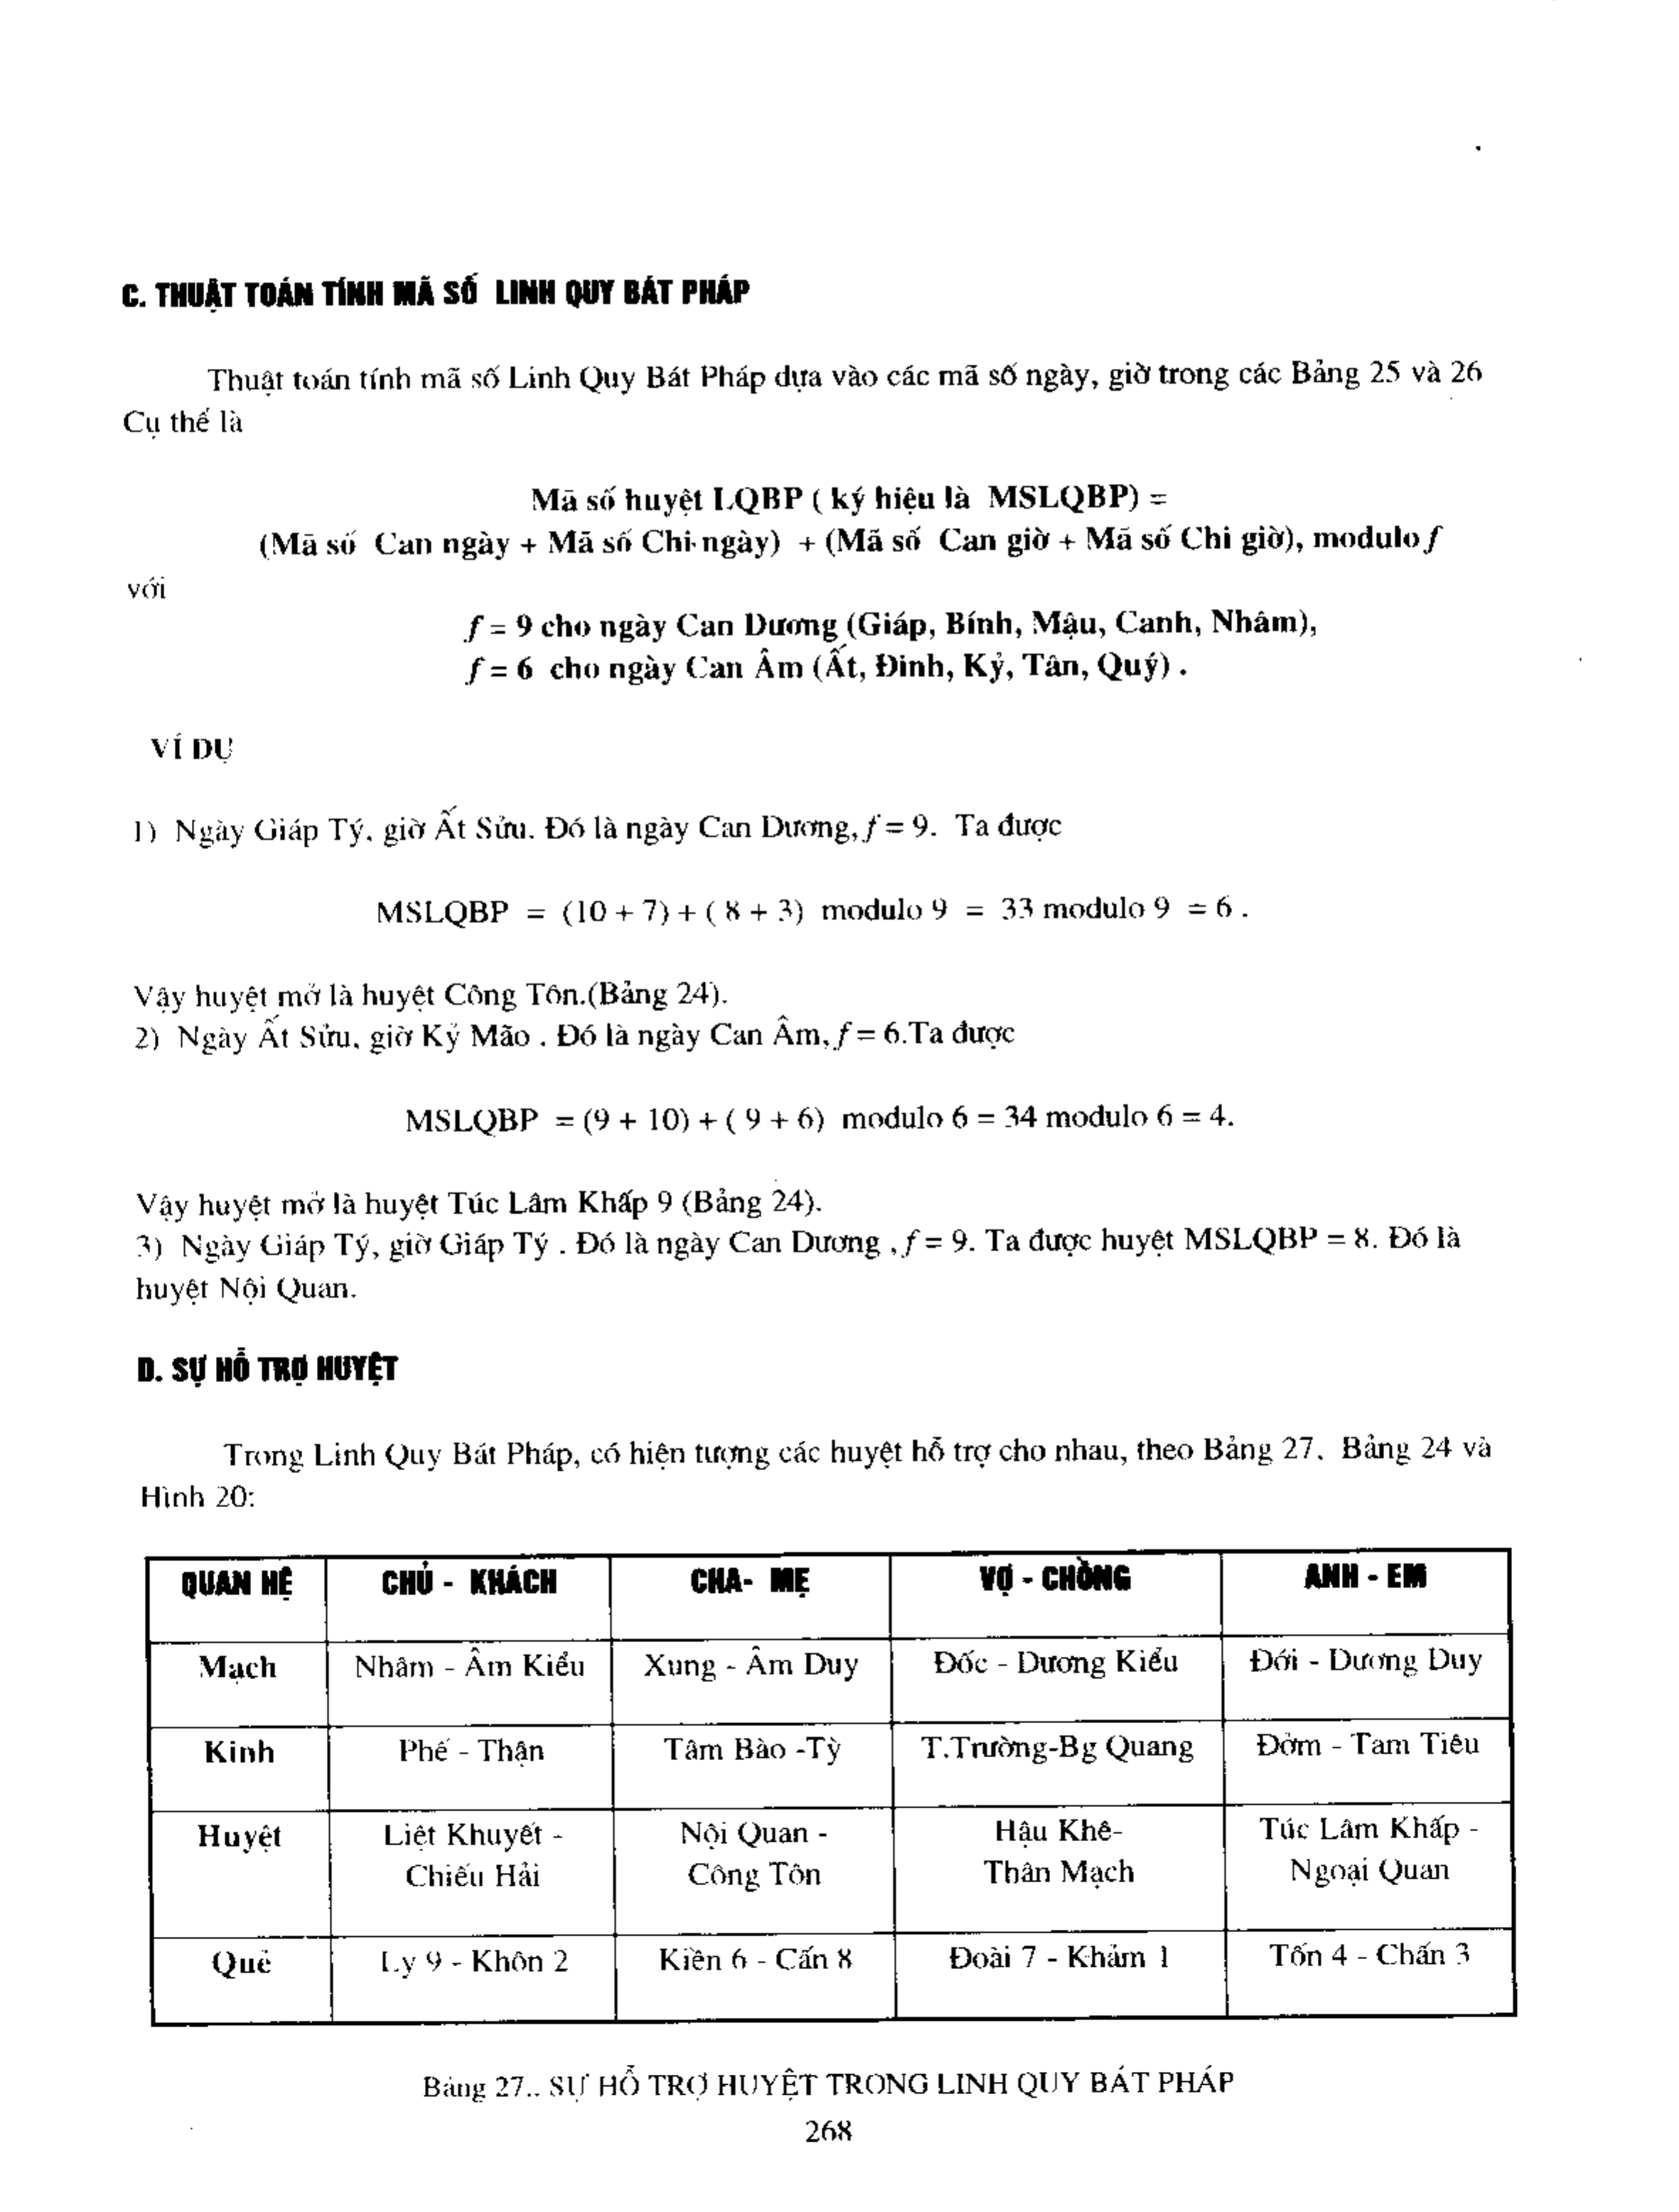 C. THUẬT TOÁN TÍNH MÃ SỐ LINH QUY BÁT PHÁP
Thuật toán tính mã số Linh Quy Bát Pháp dựa vào các mã số ngày, giờ trong các Bảng 25 và 26
Cụ thể là
Mã số huyệt LQBP ( ký hiệu là MSLQBP) =
(Mã số Can ngày + Mã số Chi ngày) + (Mã số Can giờ + Mã số Chi giờ), modulo f
với
f = 9 cho ngày Can Dương (Giáp, Bính, Mậu, Canh, Nhâm),
f = 6 cho ngày Can Âm (Ất, Đinh, Kỷ, Tân, Quý) .
VÍ DỤ
1) Ngày Giáp Tý, giờ Ất Sửu. Đó là ngày Can Dương, f = 9. Ta được
MSLQBP = (10 + 7) + ( 8 + 3) modulo 9 = 33 modulo 9 = 6 .
Vậy huyệt mở là huyệt Công Tôn.(Bảng 24).
2) Ngày Ất Sửu, giờ Kỷ Mão . Đó là ngày Can Âm, f = 6.Ta được
MSLQBP = (9 + 10) + ( 9 + 6) modulo 6 = 34 modulo 6 = 4.
Vậy huyệt mở là huyệt Túc Lâm Khấp 9 (Bảng 24).
3) Ngày Giáp Tý, giờ Giáp Tý . Đó là ngày Can Dương , f = 9. Ta được huyệt MSLQBP = 8. Đó là
huyệt Nội Quan.
D. SỰ HỖ TRỢ HUYỆT
Trong Linh Quy Bát Pháp, có hiện tượng các huyệt hỗ trợ cho nhau, theo Bảng 27. Bảng 24 và
Hình 20:
QUAN HỆ CHỦ - KHÁCH CHA- MẸ VỢ - CHỒNG ANH - EM
Mạch Nhâm - Âm Kiểu Xung - Âm Duy Đốc - Dương Kiểu Đới - Dương Duy
Kinh Phế - Thận Tâm Bào -Tỳ T.Trường-Bg Quang Đởm - Tam Tiêu
Huyệt Liệt Khuyết - Nội Quan - Hậu Khê- Túc Lâm Khấp -
Chiếu Hải Công Tôn Thân Mạch Ngoại Quan
Quẻ Ly 9 - Khôn 2 Kiền 6 - Cấn 8 Đoài 7 - Khảm 1 Tốn 4 - Chấn 3
Bảng 27.. SỰ HỖ TRỢ HUYỆT TRONG LINH QUY BÁT PHÁP
268